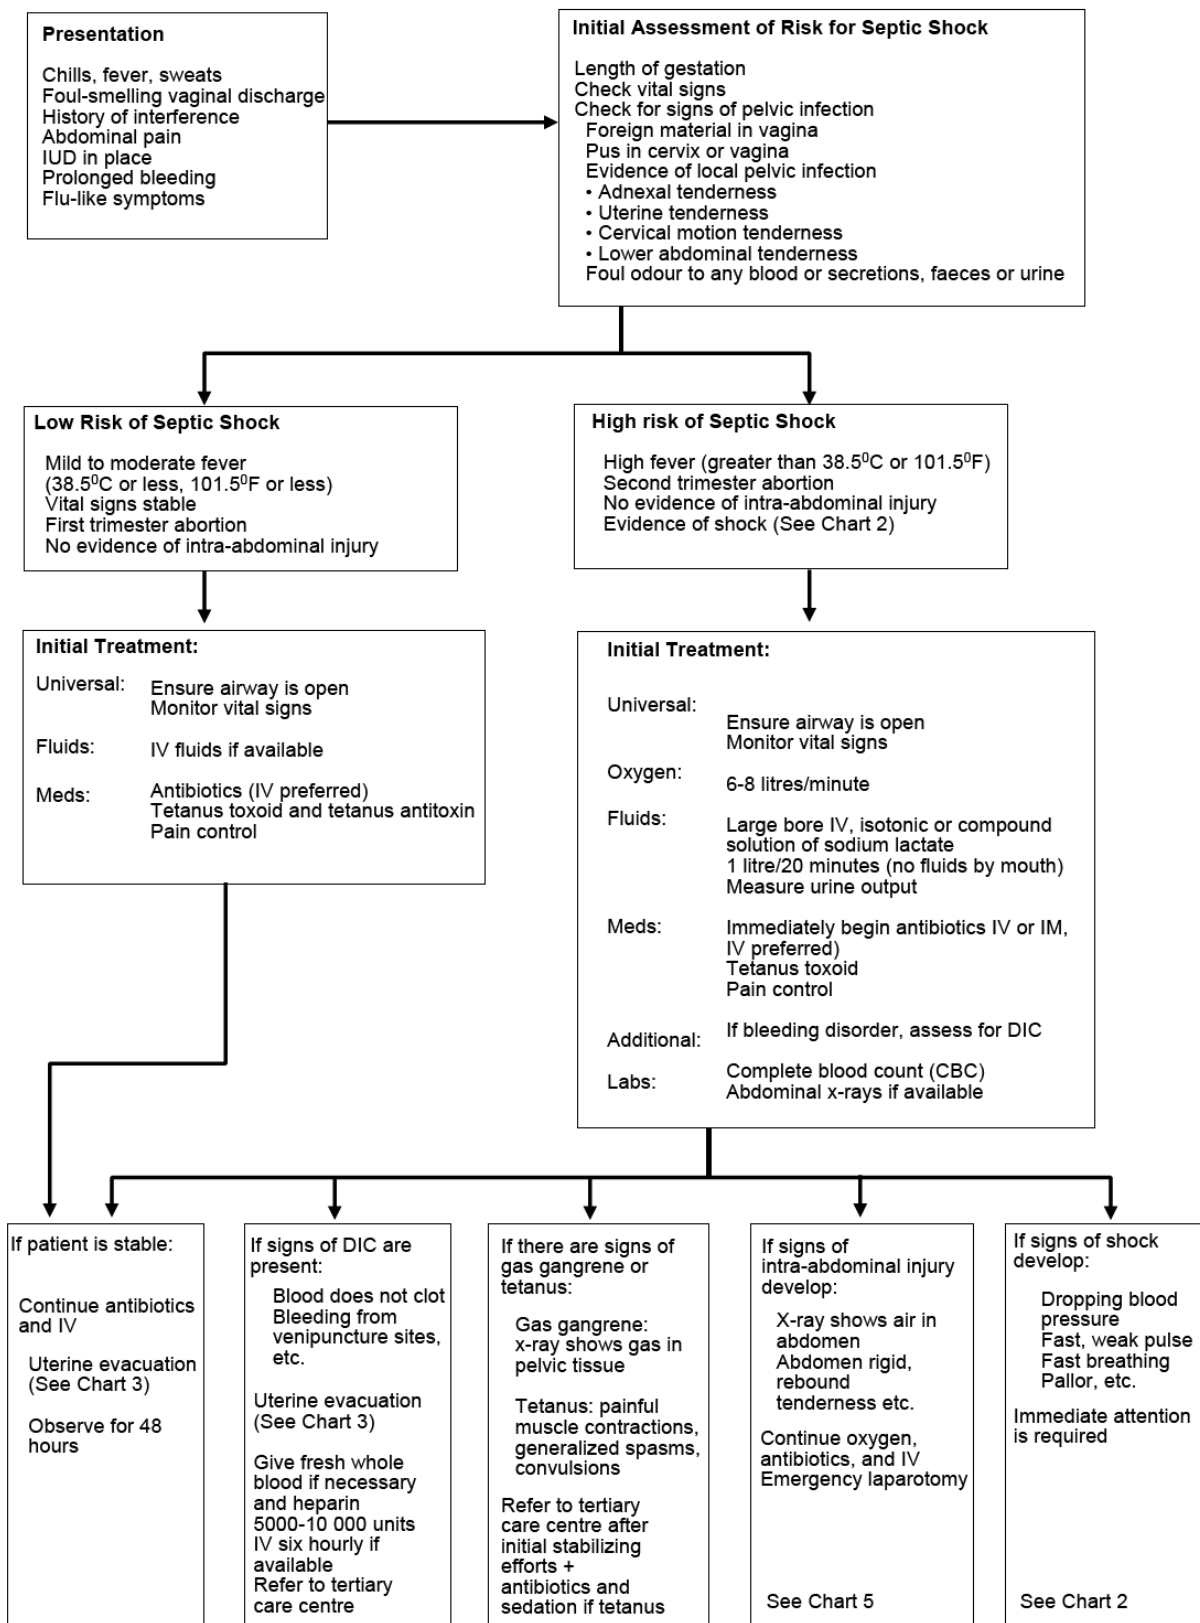 Presentation
Chills, fever, sweats
Foul-smelling vaginal discharge
History of interference
Abdominal pain
IUD in place
Prolonged bleeding
Flu-like symptoms
Initial Assessment of Risk for Septic Shock
Length of gestation
Check vital signs
Check for signs of pelvic infection
Foreign material in vagina
Pus in cervix or vagina
Evidence of local pelvic infection
• Adnexal tenderness
• Uterine tenderness
• Cervical motion tenderness
• Lower abdominal tenderness
Foul odour to any blood or secretions, faeces or urine
Low Risk of Septic Shock
Mild to moderate fever
(38.5⁰C or less, 101.5⁰F or less)
Vital signs stable
First trimester abortion
No evidence of intra-abdominal injury
High risk of Septic Shock
High fever (greater than 38.5⁰C or 101.5⁰F)
Second trimester abortion
No evidence of intra-abdominal injury
Evidence of shock (See Chart 2)
Initial Treatment:
Universal: Ensure airway is open
Monitor vital signs
Fluids: IV fluids if available
Meds: Antibiotics (IV preferred)
Tetanus toxoid and tetanus antitoxin
Pain control
Initial Treatment:
Universal:
Ensure airway is open
Monitor vital signs
Oxygen: 6-8 litres/minute
Fluids: Large bore IV, isotonic or compound
solution of sodium lactate
1 litre/20 minutes (no fluids by mouth)
Measure urine output
Meds: Immediately begin antibiotics IV or IM,
IV preferred)
Tetanus toxoid
Pain control
Additional: If bleeding disorder, assess for DIC
Labs: Complete blood count (CBC)
Abdominal x-rays if available
If patient is stable:
Continue antibiotics
and IV
Uterine evacuation
(See Chart 3)
Observe for 48
hours
If signs of DIC are
present:
Blood does not clot
Bleeding from
venipuncture sites,
etc.
Uterine evacuation
(See Chart 3)
Give fresh whole
blood if necessary
and heparin
5000-10 000 units
IV six hourly if
available
Refer to tertiary
care centre
If there are signs of
gas gangrene or
tetanus:
Gas gangrene:
x-ray shows gas in
pelvic tissue
Tetanus: painful
muscle contractions,
generalized spasms,
convulsions
Refer to tertiary
care centre after
initial stabilizing
efforts +
antibiotics and
sedation if tetanus
If signs of
intra-abdominal injury
develop:
X-ray shows air in
abdomen
Abdomen rigid,
rebound
tenderness etc.
Continue oxygen,
antibiotics, and IV
Emergency laparotomy
See Chart 5
If signs of shock
develop:
Dropping blood
pressure
Fast, weak pulse
Fast breathing
Pallor, etc.
Immediate attention
is required
See Chart 2